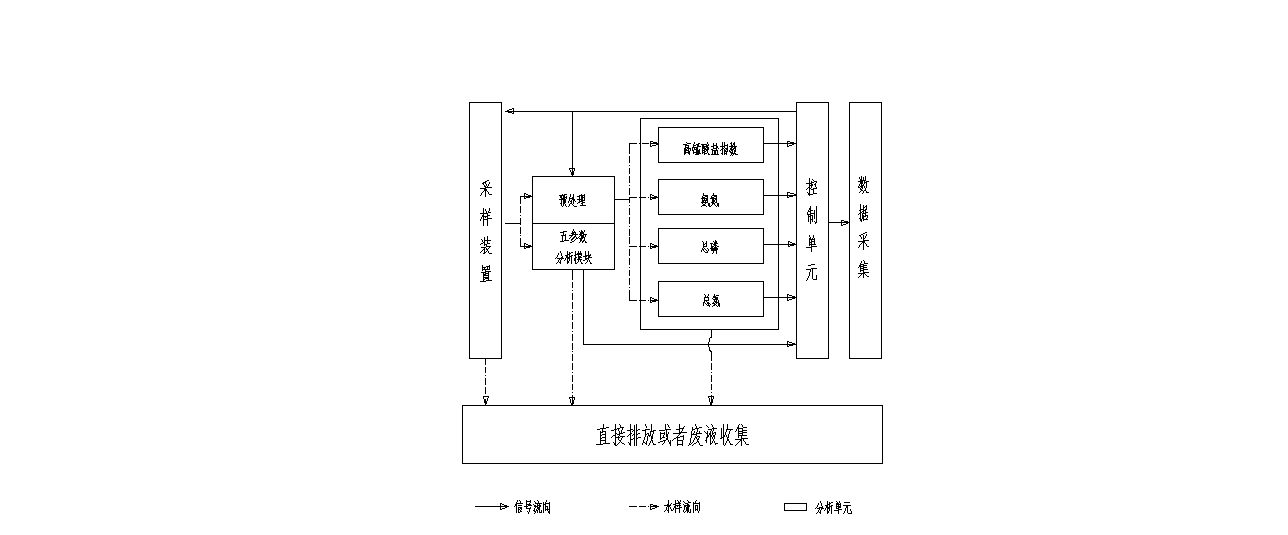 采样装置
预处理
五参数
分析模块
高锰酸盐指数
氨氮
总磷
总氮
控制单元
数据采集
直接排放或者废液收集
信号流向
水样流向
分析单元